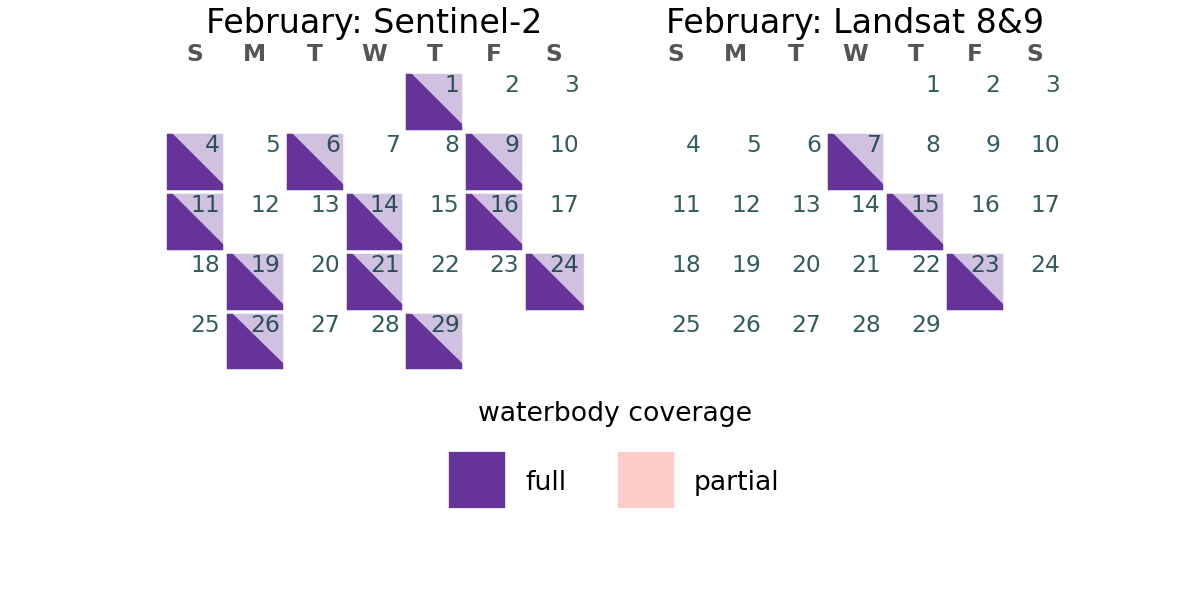 February: Sentinel-2
S M T W T F S
1 2 3
4 5 6 7 8 9 10
11 12 13 14 15 16 17
18 19 20 21 22 23 24
25 26 27 28 29
February: Landsat 8&9
S M T W T F S
1 2 3
4 5 6 7 8 9 10
11 12 13 14 15 16 17
18 19 20 21 22 23 24
25 26 27 28 29
waterbody coverage
full partial